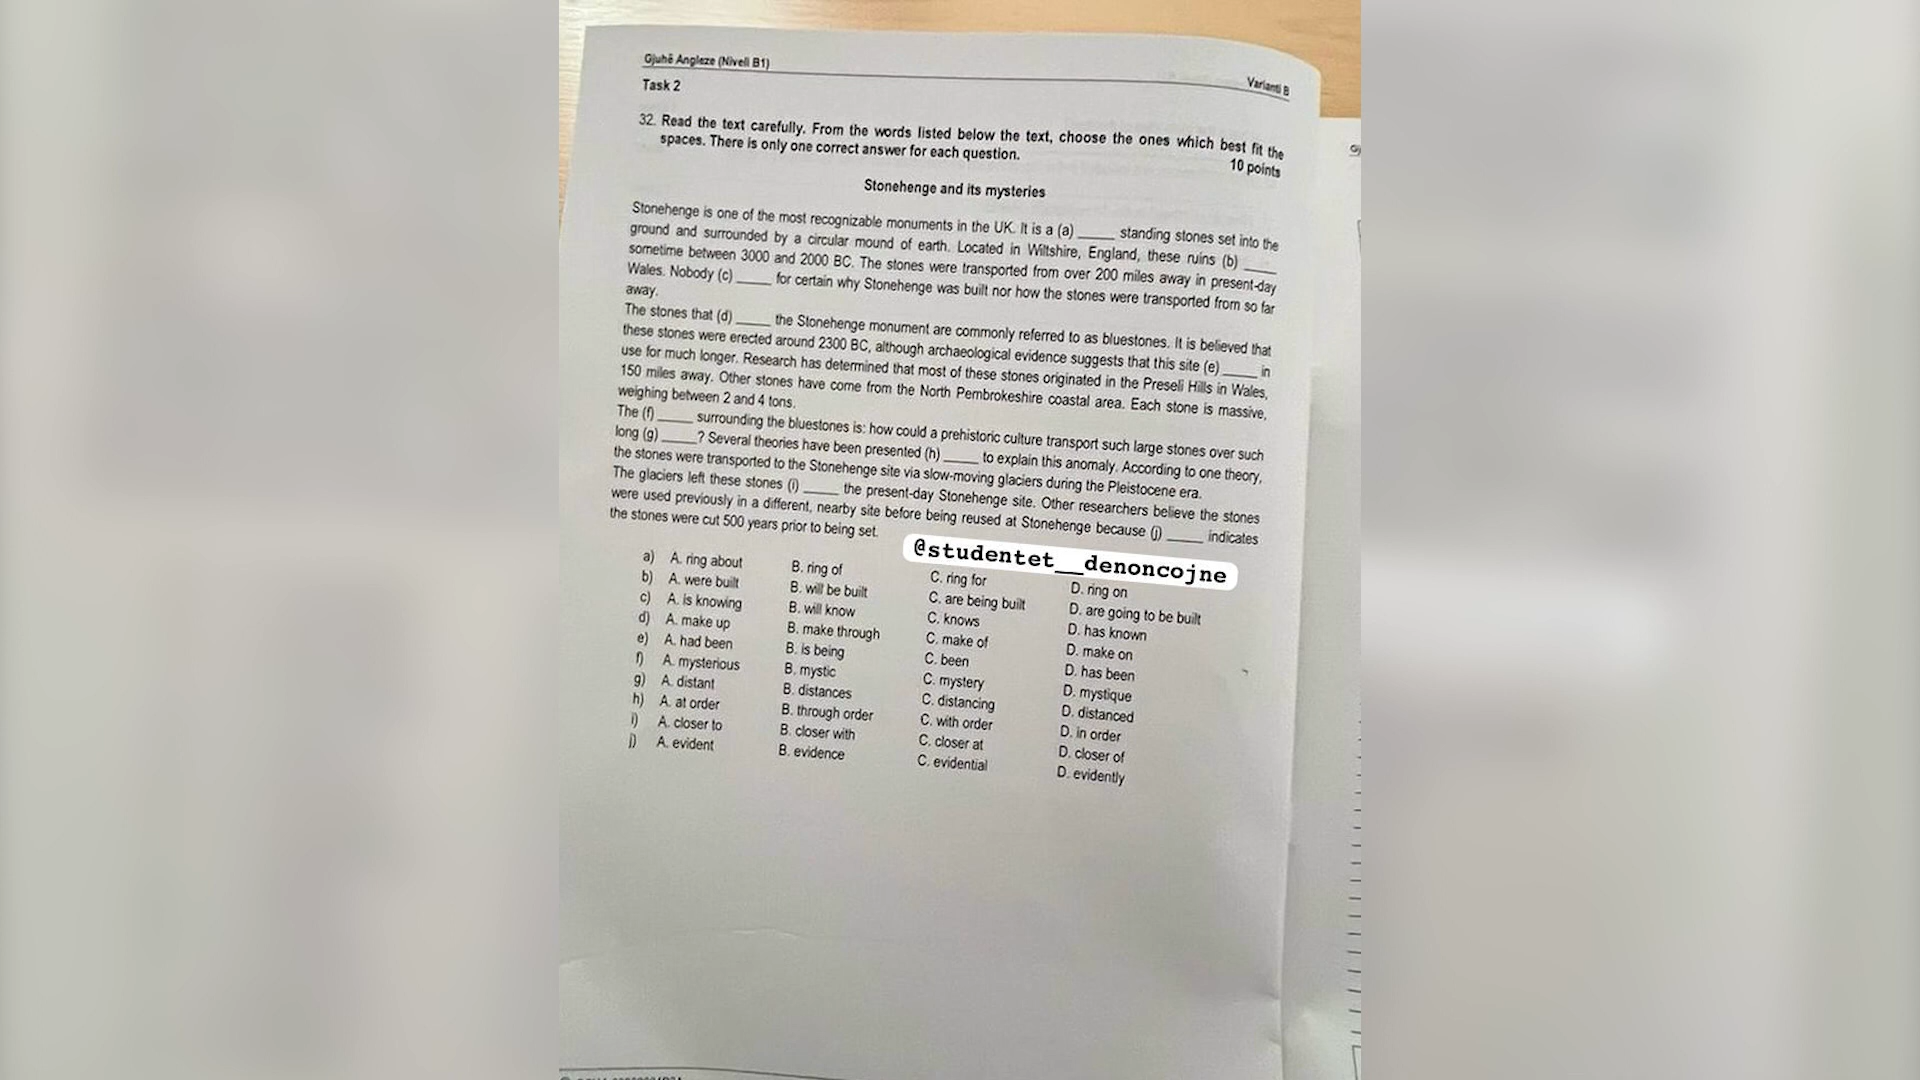 Gjuhë Angleze (Niveli B1)
Varianti B
Task 2
32. Read the text carefully. From the words listed below the text, choose the ones which best fit the
spaces. There is only one correct answer for each question.
10 points
Stonehenge and its mysteries
Stonehenge is one of the most recognizable monuments in the UK. It is a (a) _____ standing stones set into the
ground and surrounded by a circular mound of earth. Located in Wiltshire, England, these ruins (b) _____
sometime between 3000 and 2000 BC. The stones were transported from over 200 miles away in present-day
Wales. Nobody (c) _____ for certain why Stonehenge was built nor how the stones were transported from so far
away.
The stones that (d) _____ the Stonehenge monument are commonly referred to as bluestones. It is believed that
these stones were erected around 2300 BC, although archaeological evidence suggests that this site (e) _____ in
use for much longer. Research has determined that most of these stones originated in the Preseli Hills in Wales,
150 miles away. Other stones have come from the North Pembrokeshire coastal area. Each stone is massive,
weighing between 2 and 4 tons.
The (f) _____ surrounding the bluestones is: how could a prehistoric culture transport such large stones over such
long (g) _____? Several theories have been presented (h) _____ to explain this anomaly. According to one theory,
the stones were transported to the Stonehenge site via slow-moving glaciers during the Pleistocene era.
The glaciers left these stones (i) _____ the present-day Stonehenge site. Other researchers believe the stones
were used previously in a different, nearby site before being reused at Stonehenge because (j) _____ indicates
the stones were cut 500 years prior to being set.
@studentet__denoncojne
a) A. ring about B. ring of C. ring for D. ring on
b) A. were built B. will be built C. are being built D. are going to be built
c) A. is knowing B. will know C. knows D. has known
d) A. make up B. make through C. make of D. make on
e) A. had been B. is being C. been D. has been
f) A. mysterious B. mystic C. mystery D. mystique
g) A. distant B. distances C. distancing D. distanced
h) A. at order B. through order C. with order D. in order
i) A. closer to B. closer with C. closer at D. closer of
j) A. evident B. evidence C. evidential D. evidently